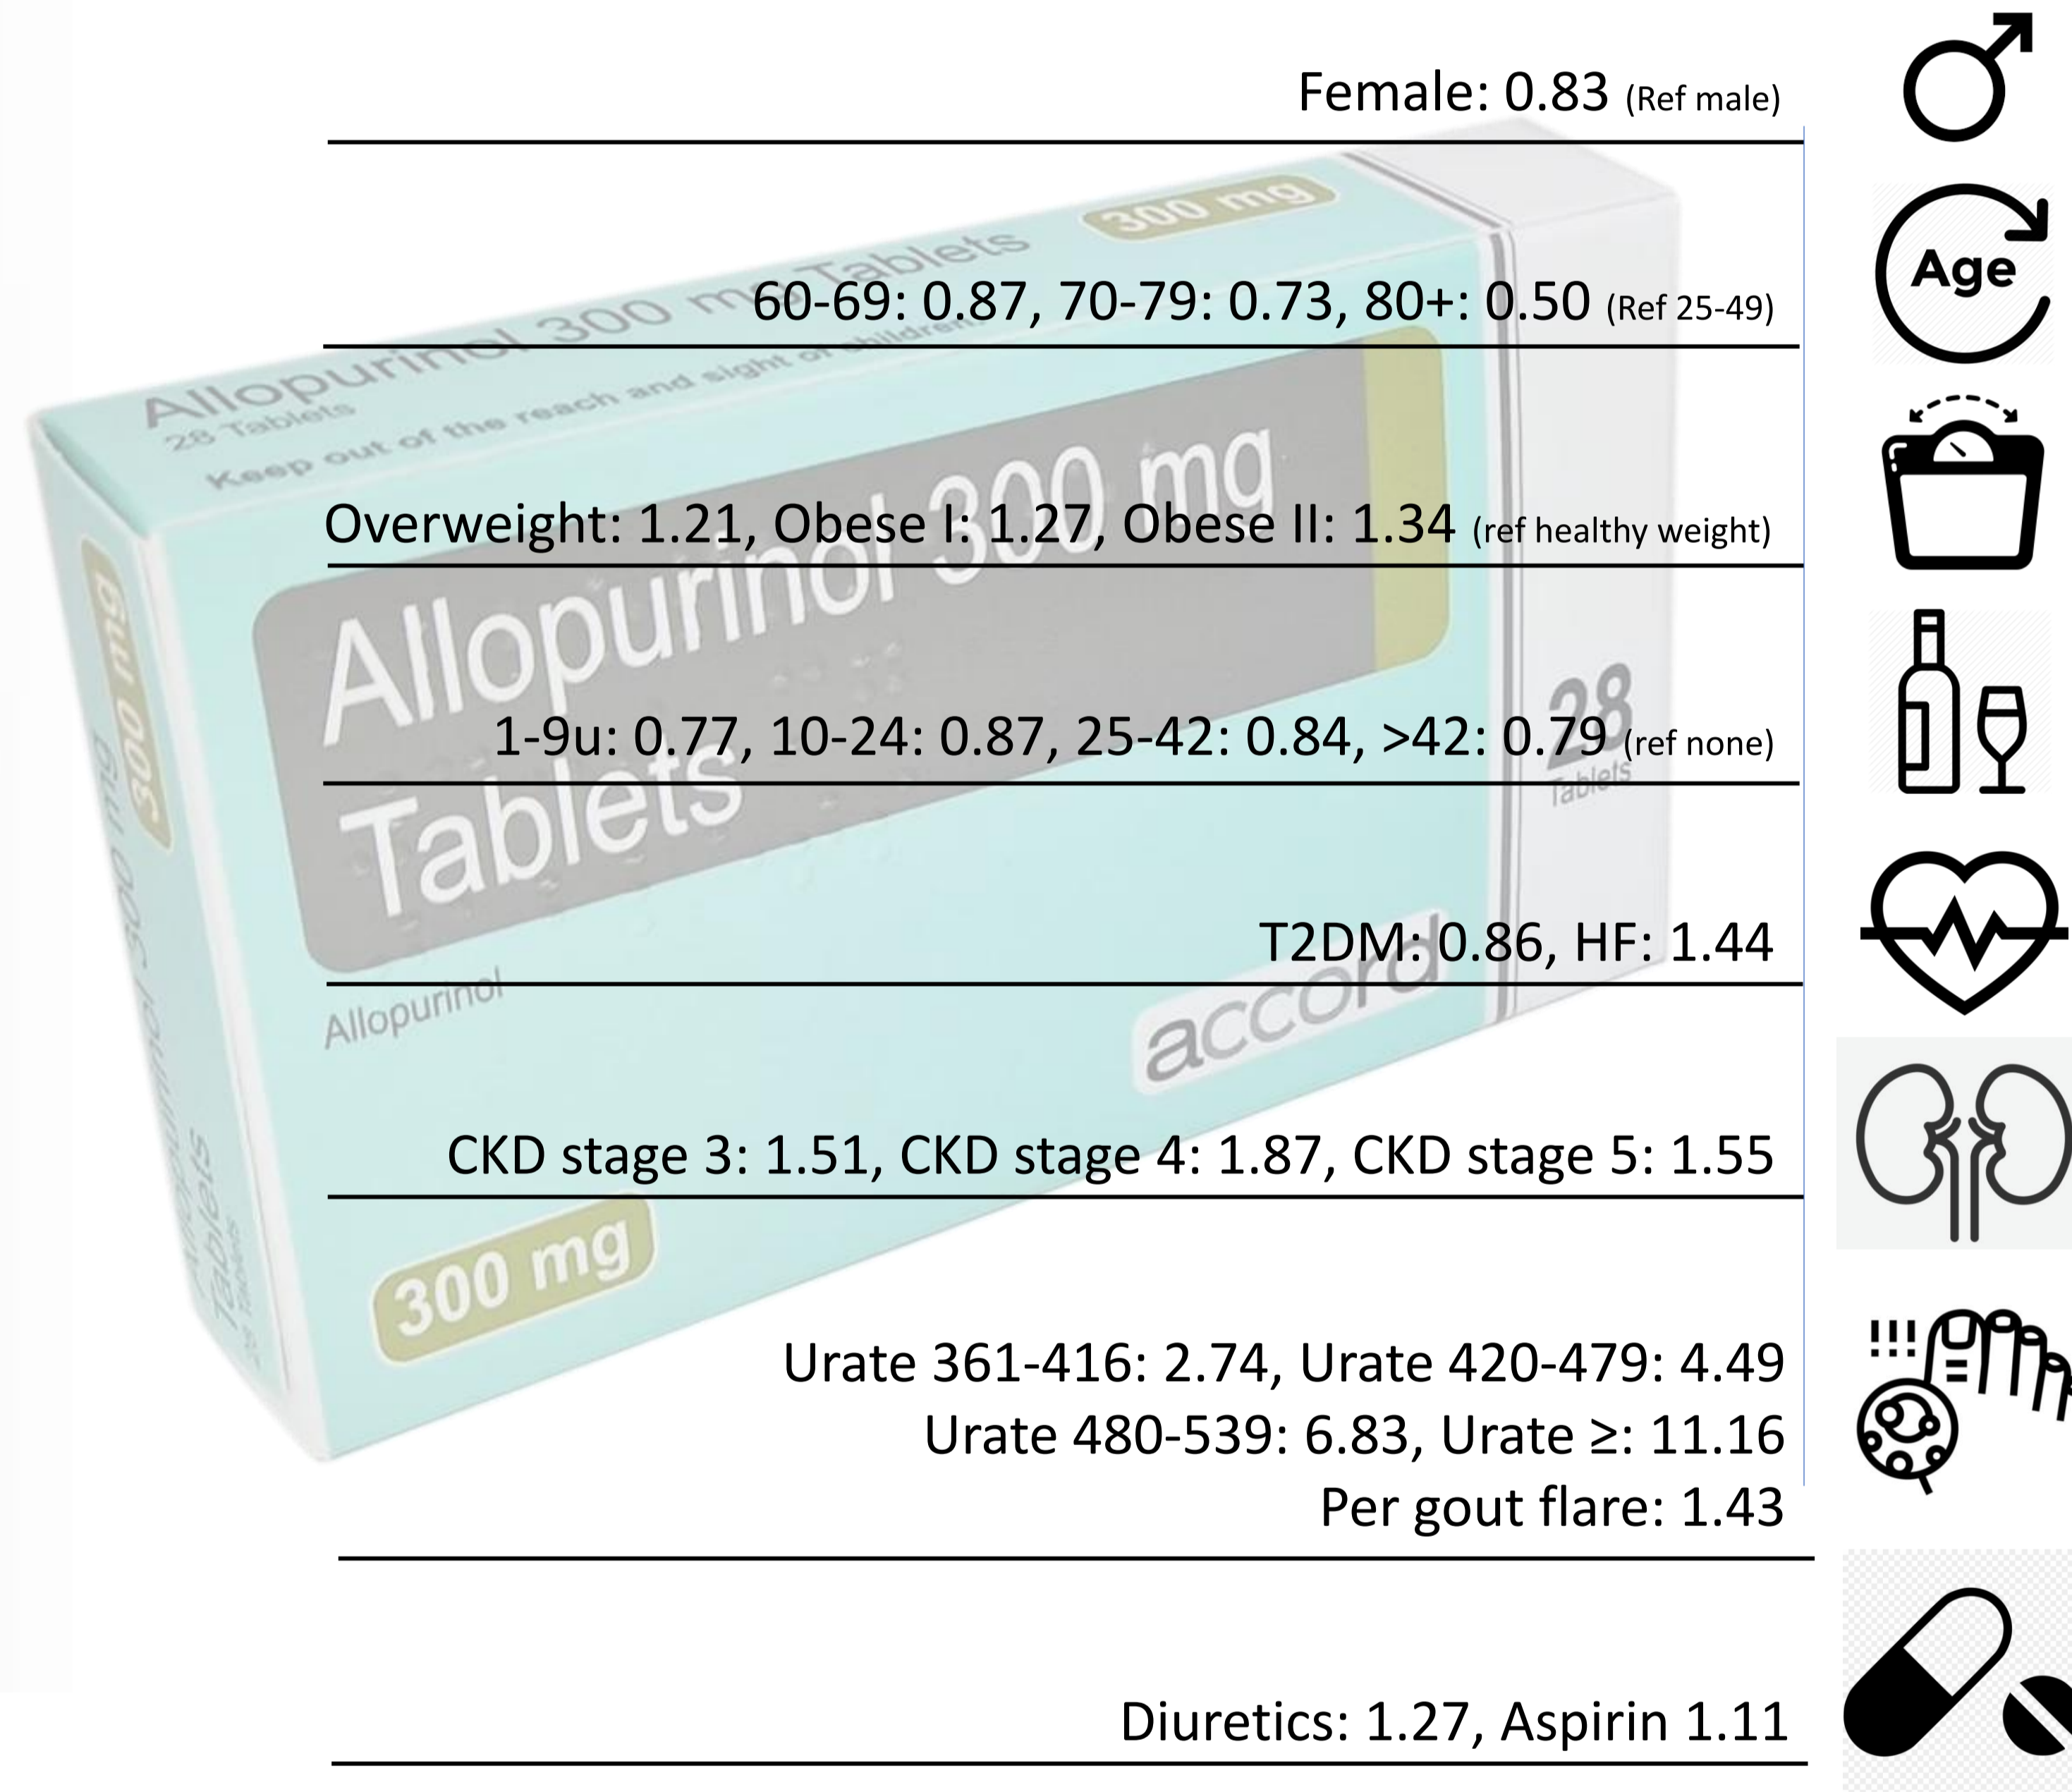 Female: 0.83 (Ref male)
300 mg
Allopurinol 300 mg Tablets
28 Tablets
Keep out of the reach and sight of children.
Age
60-69: 0.87, 70-79: 0.73, 80+: 0.50 (Ref 25-49)
Overweight: 1.21, Obese I: 1.27, Obese II: 1.34 (ref healthy weight)
Allopurinol 300 mg
Tablets
300 mg
28
Tablets
1-9u: 0.77, 10-24: 0.87, 25-42: 0.84, >42: 0.79 (ref none)
T2DM: 0.86, HF: 1.44
Allopurinol
accord
Allopurinol 300 mg
Tablets
CKD stage 3: 1.51, CKD stage 4: 1.87, CKD stage 5: 1.55
300 mg
!!!
Urate 361-416: 2.74, Urate 420-479: 4.49
Urate 480-539: 6.83, Urate ≥: 11.16
Per gout flare: 1.43
Diuretics: 1.27, Aspirin 1.11